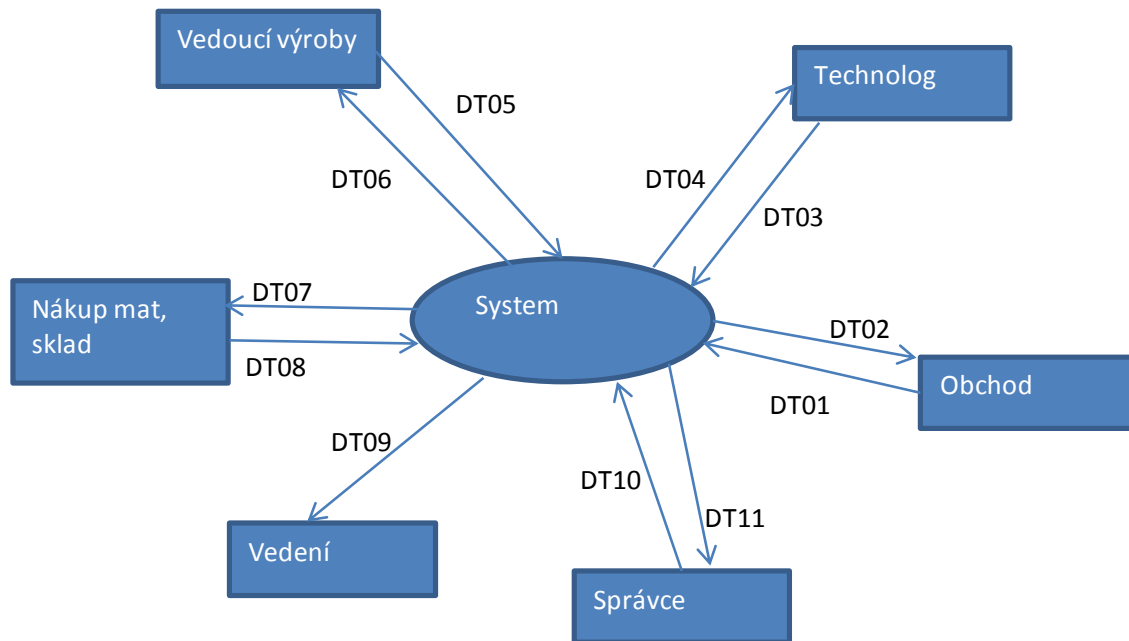 Vedoucí výroby
Technolog
DT05
DT04
DT06
DT03
Nákup mat,
sklad
DT07
System
DT02
DT08
Obchod
DT01
DT09
DT10
DT11
Vedení
Správce